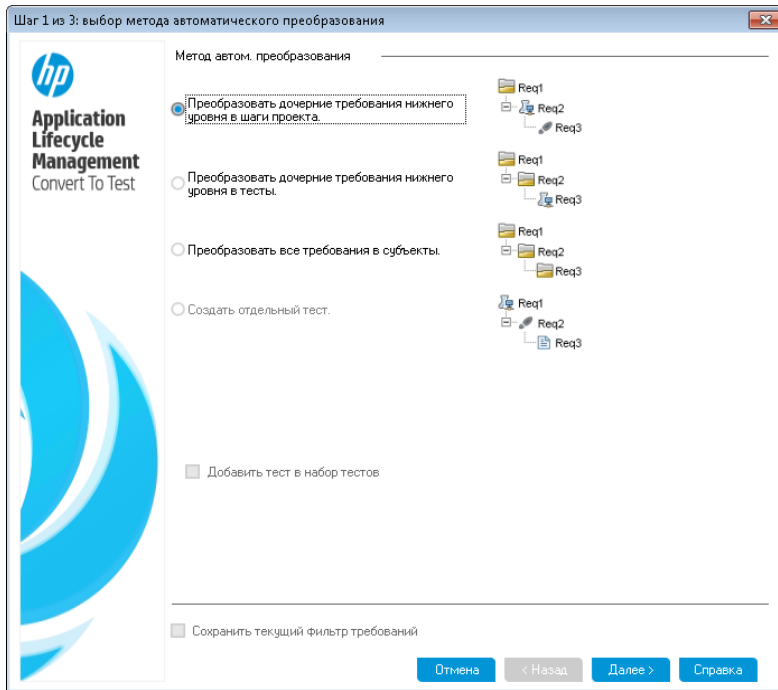 Шаг 1 из 3: выбор метода автоматического преобразования
hp
Application
Lifecycle
Management
Convert To Test
Метод автом. преобразования
Преобразовать дочерние требования нижнего
уровня в шаги проекта.
Req1
Req2
Req3
Преобразовать дочерние требования нижнего
уровня в тесты.
Req1
Req2
Req3
Преобразовать все требования в субъекты.
Req1
Req2
Req3
Создать отдельный тест.
Req1
Req2
Req3
Добавить тест в набор тестов
Сохранить текущий фильтр требований
Отмена
< Назад
Далее >
Справка